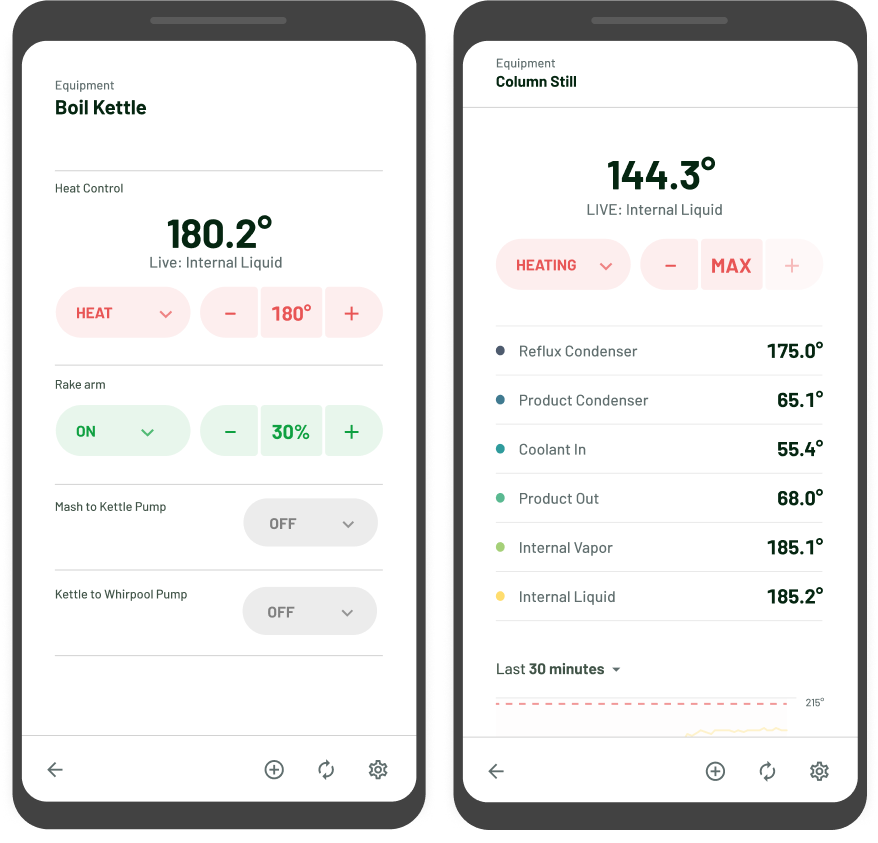 Equipment
Boil Kettle
Heat Control
180.2°
Live: Internal Liquid
HEAT
− 180° +
Rake arm
ON
− 30% +
Mash to Kettle Pump
OFF
Kettle to Whirpool Pump
OFF
Equipment
Column Still
144.3°
LIVE: Internal Liquid
HEATING
− MAX +
Reflux Condenser 175.0°
Product Condenser 65.1°
Coolant In 55.4°
Product Out 68.0°
Internal Vapor 185.1°
Internal Liquid 185.2°
Last 30 minutes
215°